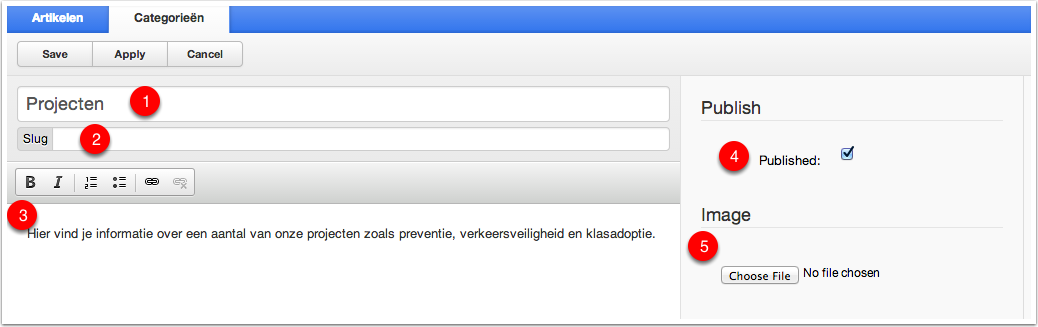 Artikelen Categorieën
Save Apply Cancel
Projecten 1
Slug 2
B I
3
Hier vind je informatie over een aantal van onze projecten zoals preventie, verkeersveiligheid en klasadoptie.
Publish
4 Published:
Image
5
Choose File No file chosen